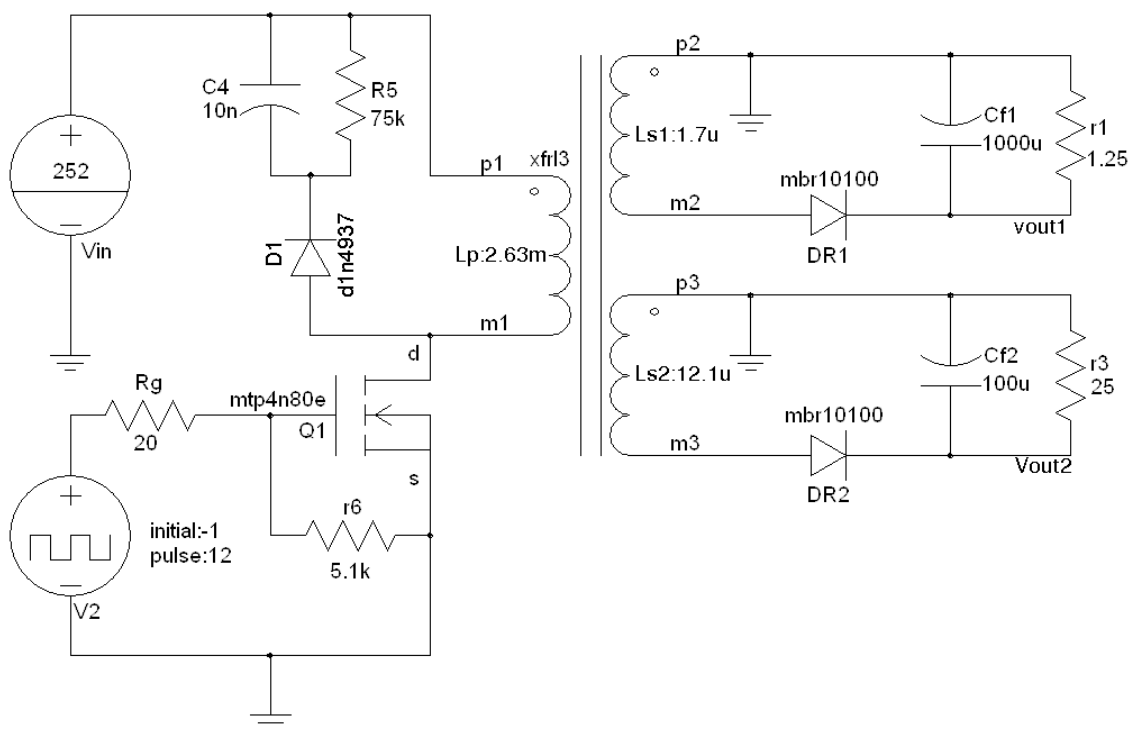 p2
C4
10n
R5
75k
Cf1
1000u
r1
1.25
Ls1:1.7u
252
p1
xfrl3
mbr10100
m2
vout1
DR1
Vin
D1
d1n4937
Lp:2.63m
p3
m1
d
Cf2
100u
r3
25
Ls2:12.1u
Rg
20
mtp4n80e
Q1
mbr10100
m3
Vout2
DR2
s
r6
5.1k
initial:-1
pulse:12
V2